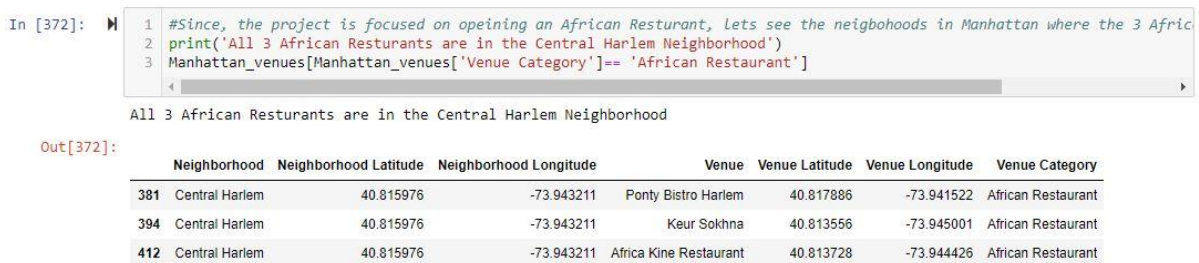 In [372]:
1 #Since, the project is focused on opeining an African Resturant, Lets see the neigbohoods in Manhattan where the 3 Afric
2 print('All 3 African Resturants are in the Central Harlem Neighborhood')
3 Manhattan_venues[Manhattan_venues['Venue Category']== 'African Restaurant']
All 3 African Resturants are in the Central Harlem Neighborhood
Out[372]:
Neighborhood Neighborhood Latitude Neighborhood Longitude Venue Venue Latitude Venue Longitude Venue Category
381 Central Harlem 40.815976 -73.943211 Ponty Bistro Harlem 40.817886 -73.941522 African Restaurant
394 Central Harlem 40.815976 -73.943211 Keur Sokhna 40.813556 -73.945001 African Restaurant
412 Central Harlem 40.815976 -73.943211 Africa Kine Restaurant 40.813728 -73.944426 African Restaurant